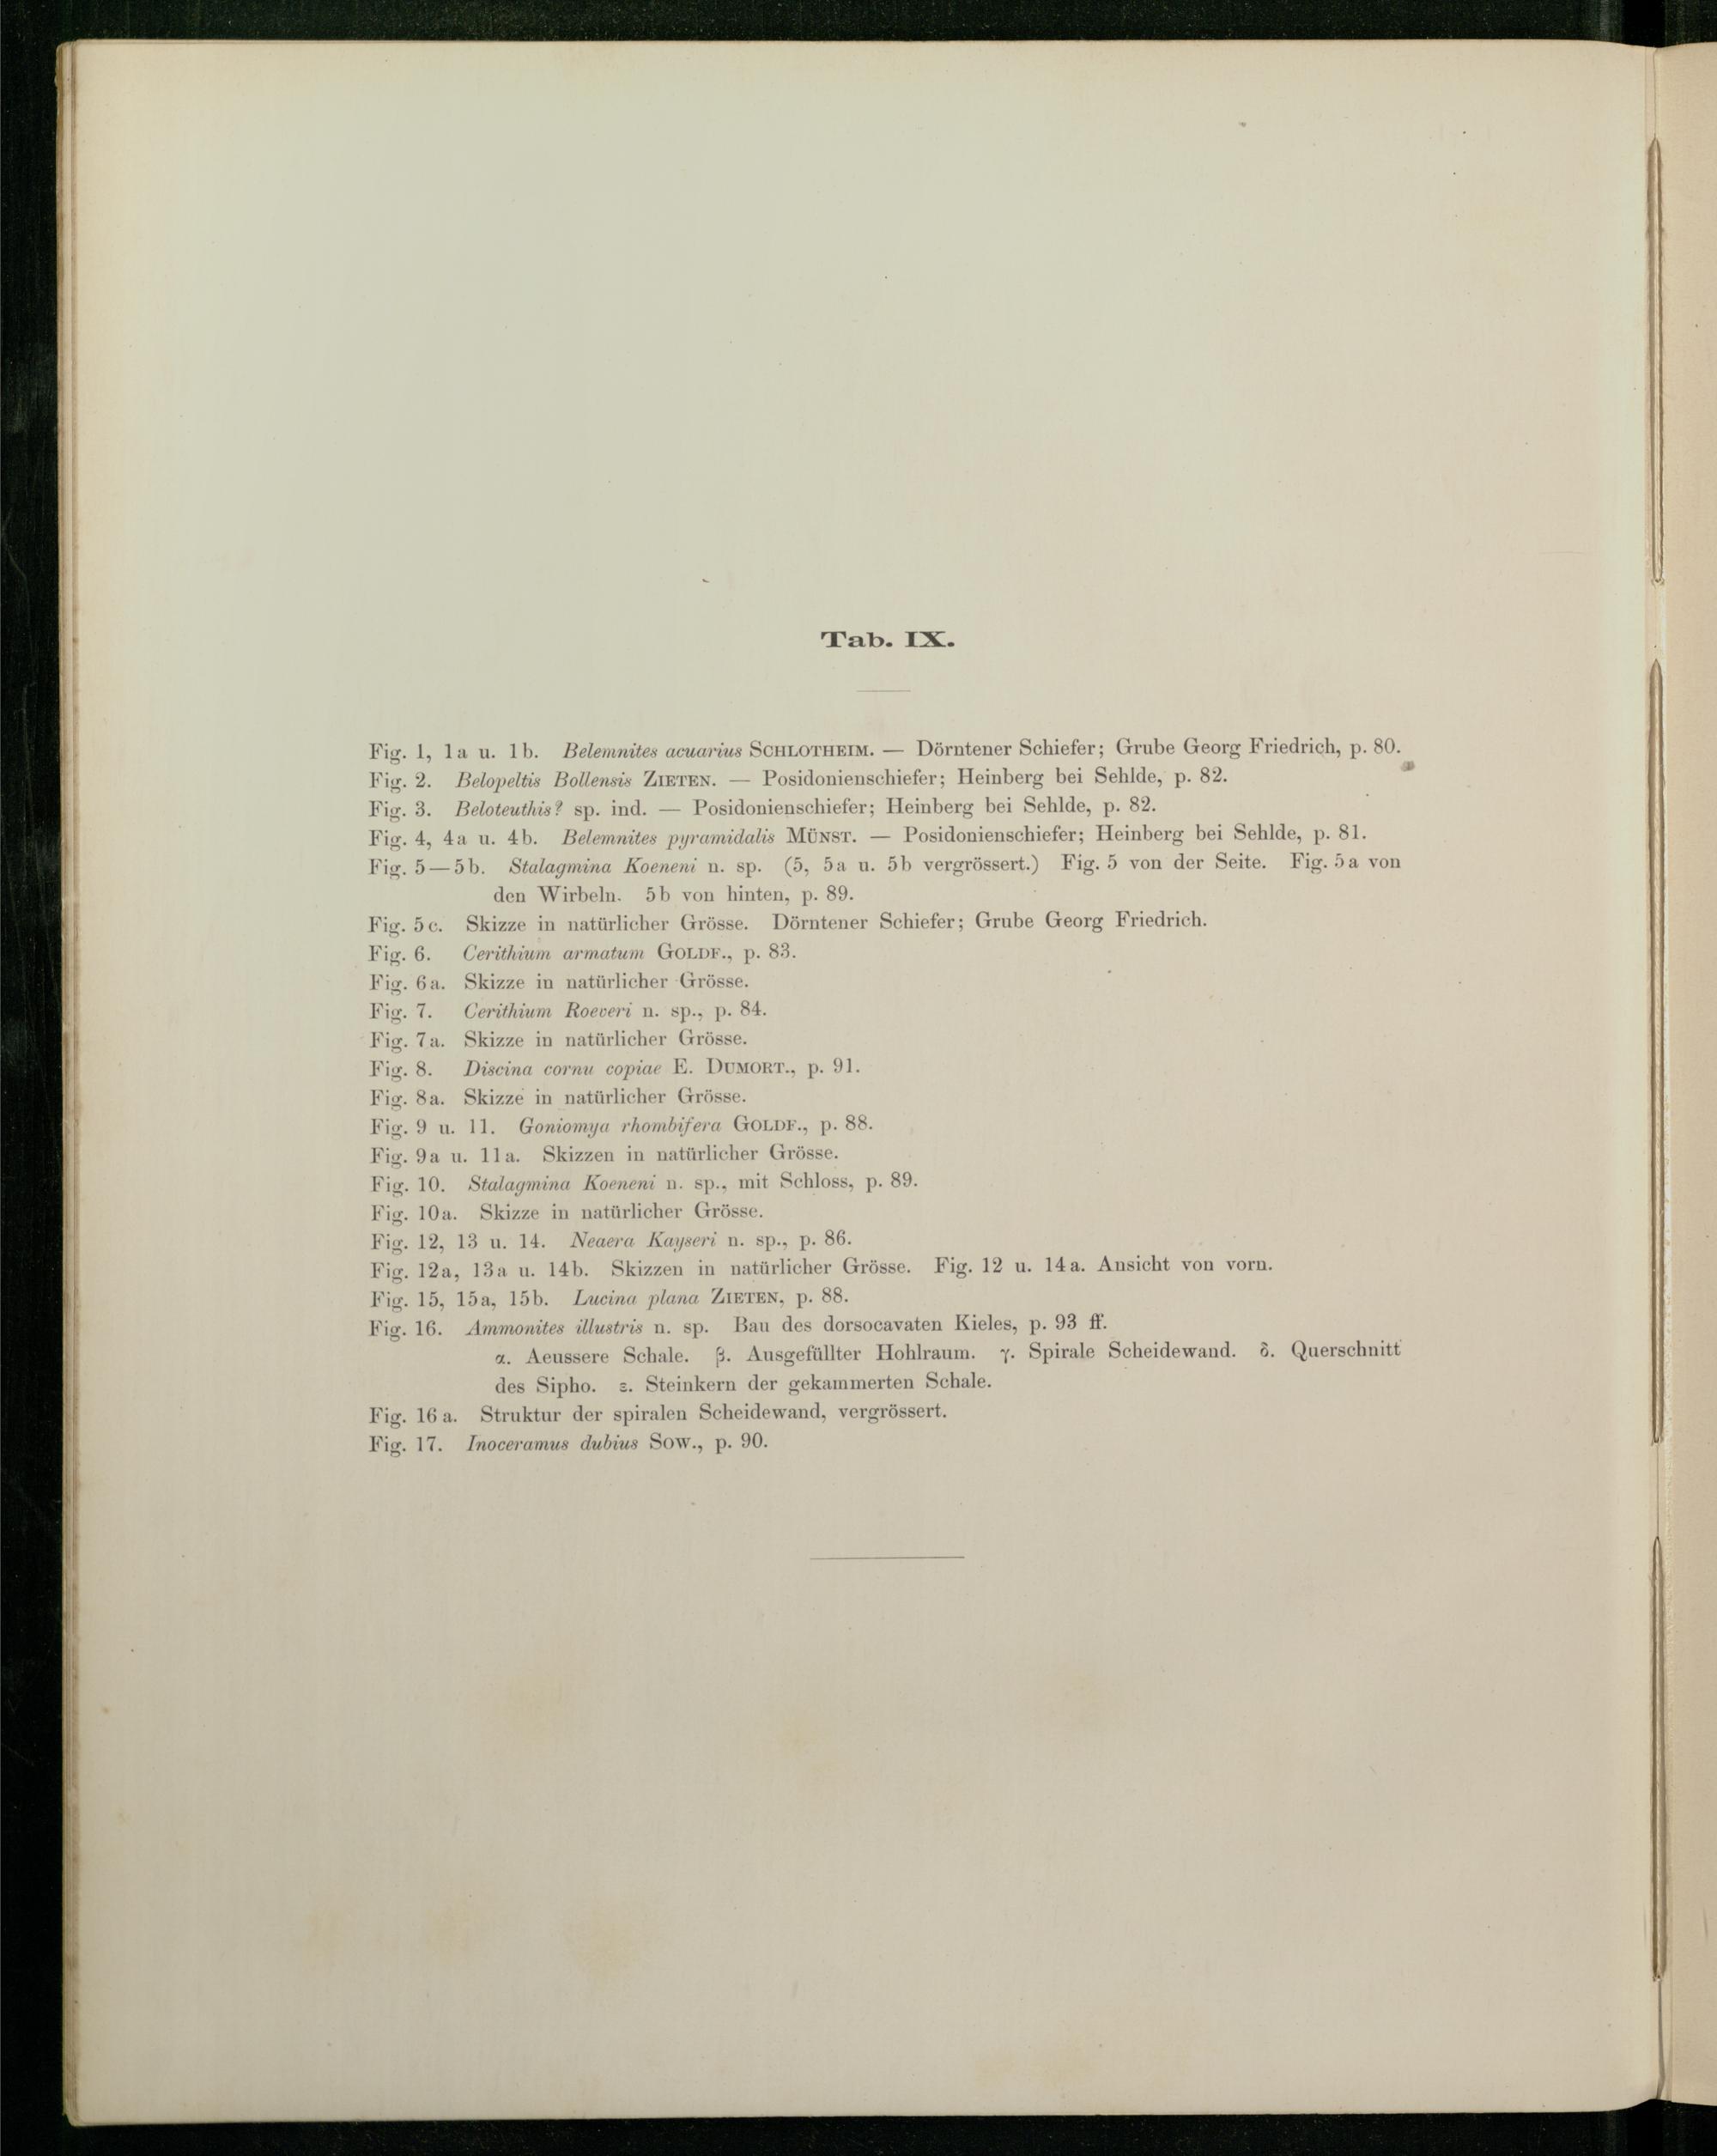 Tab. IX.
Fig. 1, 1a u. 1b. Belemnites acuarius SCHLOTHEIM. — Dörntener Schiefer; Grube Georg Friedrich, p. 80.
Fig. 2. Belopeltis Bollensis ZIETEN. — Posidonienschiefer; Heinberg bei Sehlde, p. 82.
Fig. 3. Beloteuthis? sp. ind. — Posidonienschiefer; Heinberg bei Sehlde, p. 82.
Fig. 4, 4a u. 4b. Belemnites pyramidalis MÜNST. — Posidonienschiefer; Heinberg bei Sehlde, p. 81.
Fig. 5—5b. Stalagmina Koeneni n. sp. (5, 5a u. 5b vergrössert.) Fig. 5 von der Seite. Fig. 5a von
den Wirbeln. 5b von hinten, p. 89.
Fig. 5c. Skizze in natürlicher Grösse. Dörntener Schiefer; Grube Georg Friedrich.
Fig. 6. Cerithium armatum GOLDF., p. 83.
Fig. 6a. Skizze in natürlicher Grösse.
Fig. 7. Cerithium Roeveri n. sp., p. 84.
Fig. 7a. Skizze in natürlicher Grösse.
Fig. 8. Discina cornu copiae E. DUMORT., p. 91.
Fig. 8a. Skizze in natürlicher Grösse.
Fig. 9 u. 11. Goniomya rhombifera GOLDF., p. 88.
Fig. 9a u. 11a. Skizzen in natürlicher Grösse.
Fig. 10. Stalagmina Koeneni n. sp., mit Schloss, p. 89.
Fig. 10a. Skizze in natürlicher Grösse.
Fig. 12, 13 u. 14. Neaera Kayseri n. sp., p. 86.
Fig. 12a, 13a u. 14b. Skizzen in natürlicher Grösse. Fig. 12 u. 14a. Ansicht von vorn.
Fig. 15, 15a, 15b. Lucina plana ZIETEN, p. 88.
Fig. 16. Ammonites illustris n. sp. Bau des dorsocavaten Kieles, p. 93 ff.
α. Aeussere Schale. β. Ausgefüllter Hohlraum. γ. Spirale Scheidewand. δ. Querschnitt
des Sipho. ε. Steinkern der gekammerten Schale.
Fig. 16a. Struktur der spiralen Scheidewand, vergrössert.
Fig. 17. Inoceramus dubius SOW., p. 90.